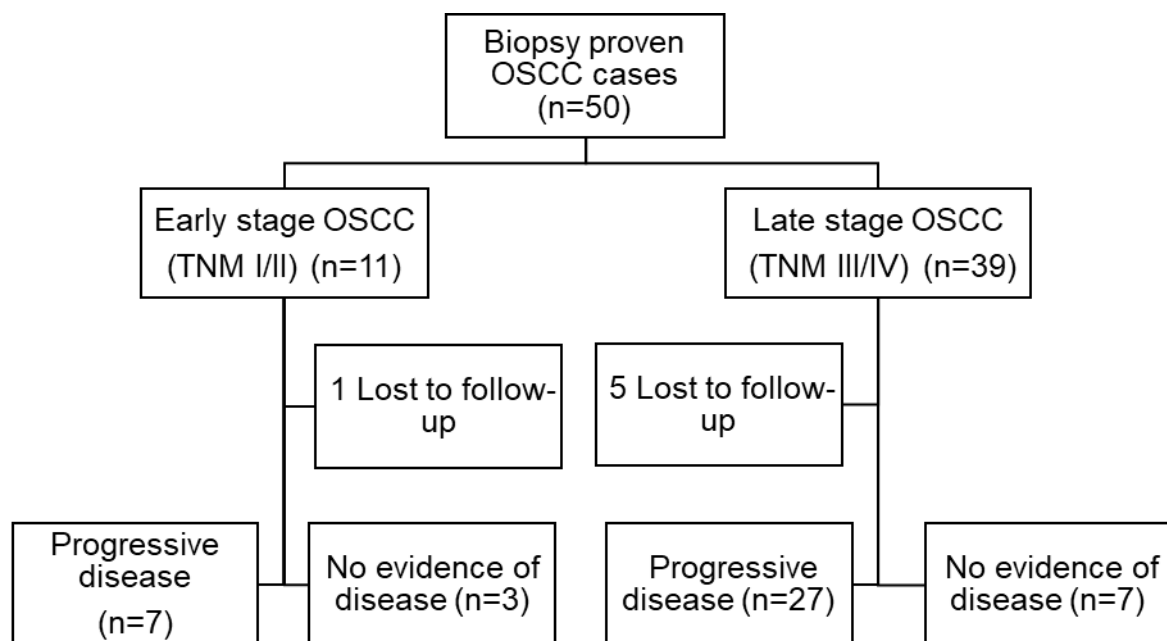 Biopsy proven
OSCC cases
(n=50)
Early stage OSCC
(TNM I/II) (n=11)
Late stage OSCC
(TNM III/IV) (n=39)
1 Lost to follow-
up
5 Lost to follow-
up
Progressive
disease
(n=7)
No evidence of
disease (n=3)
Progressive
disease (n=27)
No evidence of
disease (n=7)